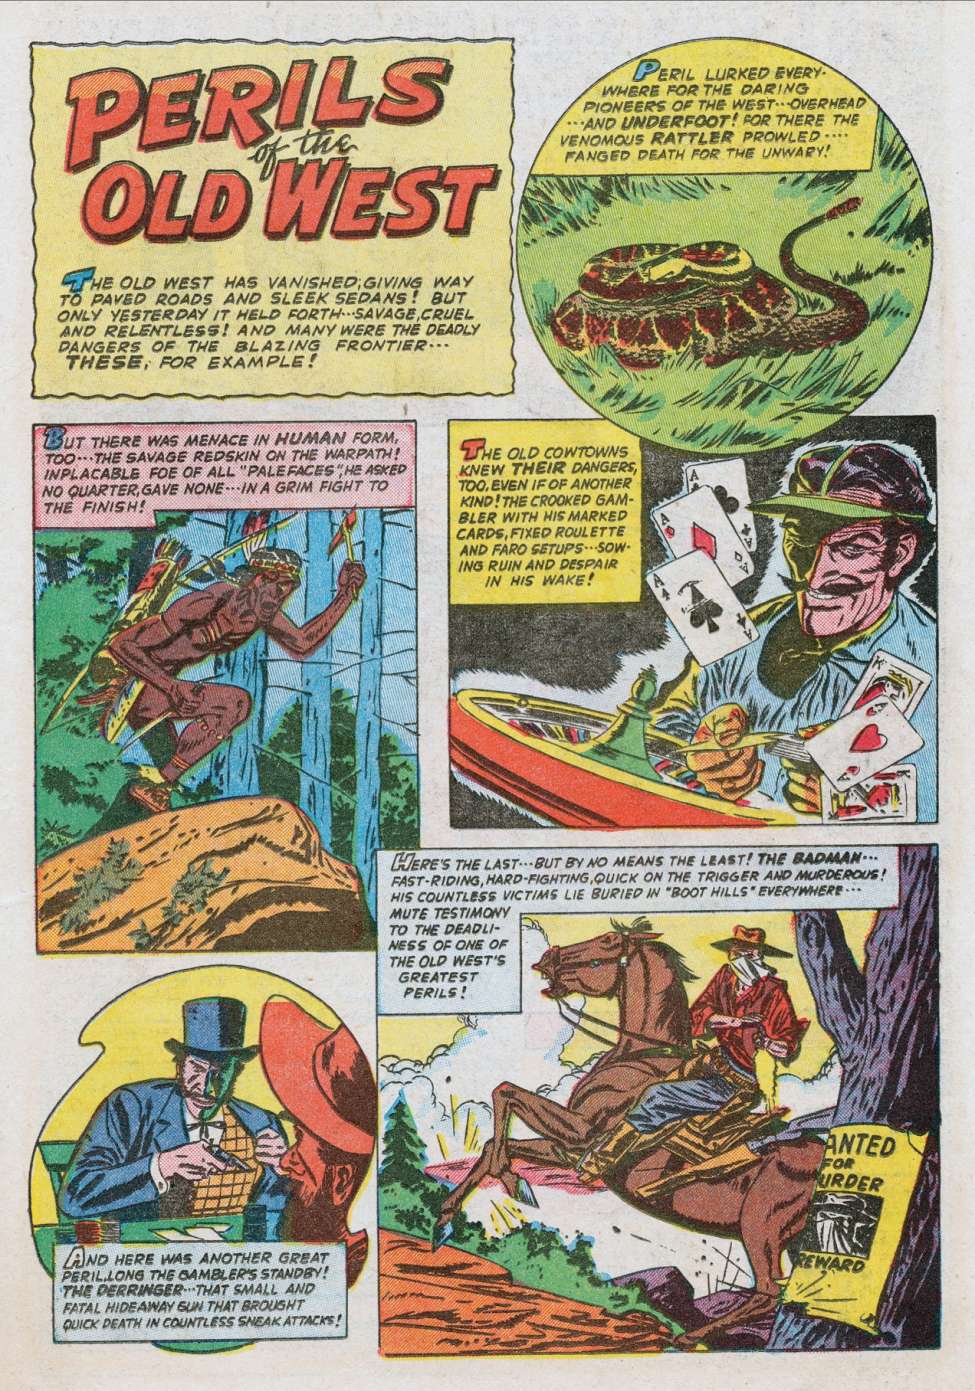 PERILS
of the
OLD WEST
THE OLD WEST HAS VANISHED, GIVING WAY
TO PAVED ROADS AND SLEEK SEDANS! BUT
ONLY YESTERDAY IT HELD FORTH---SAVAGE, CRUEL
AND RELENTLESS! AND MANY WERE THE DEADLY
DANGERS OF THE BLAZING FRONTIER---
THESE, FOR EXAMPLE!
PERIL LURKED EVERY-
WHERE FOR THE DARING
PIONEERS OF THE WEST---OVERHEAD
---AND UNDERFOOT! FOR THERE THE
VENOMOUS RATTLER PROWLED----
FANGED DEATH FOR THE UNWARY!
BUT THERE WAS MENACE IN HUMAN FORM,
TOO---THE SAVAGE REDSKIN ON THE WARPATH!
INPLACABLE FOE OF ALL "PALEFACES", HE ASKED
NO QUARTER, GAVE NONE---IN A GRIM FIGHT TO
THE FINISH!
THE OLD COWTOWNS
KNEW THEIR DANGERS,
TOO, EVEN IF OF ANOTHER
KIND! THE CROOKED GAM-
BLER WITH HIS MARKED
CARDS, FIXED ROULETTE
AND FARO SETUPS---SOW-
ING RUIN AND DESPAIR
IN HIS WAKE!
A
A
A
A
A
K
A
A
K
AND HERE WAS ANOTHER GREAT
PERIL, LONG THE GAMBLER'S STANDBY!
THE DERRINGER---THAT SMALL AND
FATAL HIDEAWAY GUN THAT BROUGHT
QUICK DEATH IN COUNTLESS SNEAK ATTACKS!
HERE'S THE LAST---BUT BY NO MEANS THE LEAST! THE BADMAN---
FAST-RIDING, HARD-FIGHTING, QUICK ON THE TRIGGER AND MURDEROUS!
HIS COUNTLESS VICTIMS LIE BURIED IN "BOOT HILLS" EVERYWHERE---
MUTE TESTIMONY
TO THE DEADLI-
NESS OF ONE OF
THE OLD WEST'S
GREATEST
PERILS!
ANTED
FOR
URDER
REWARD